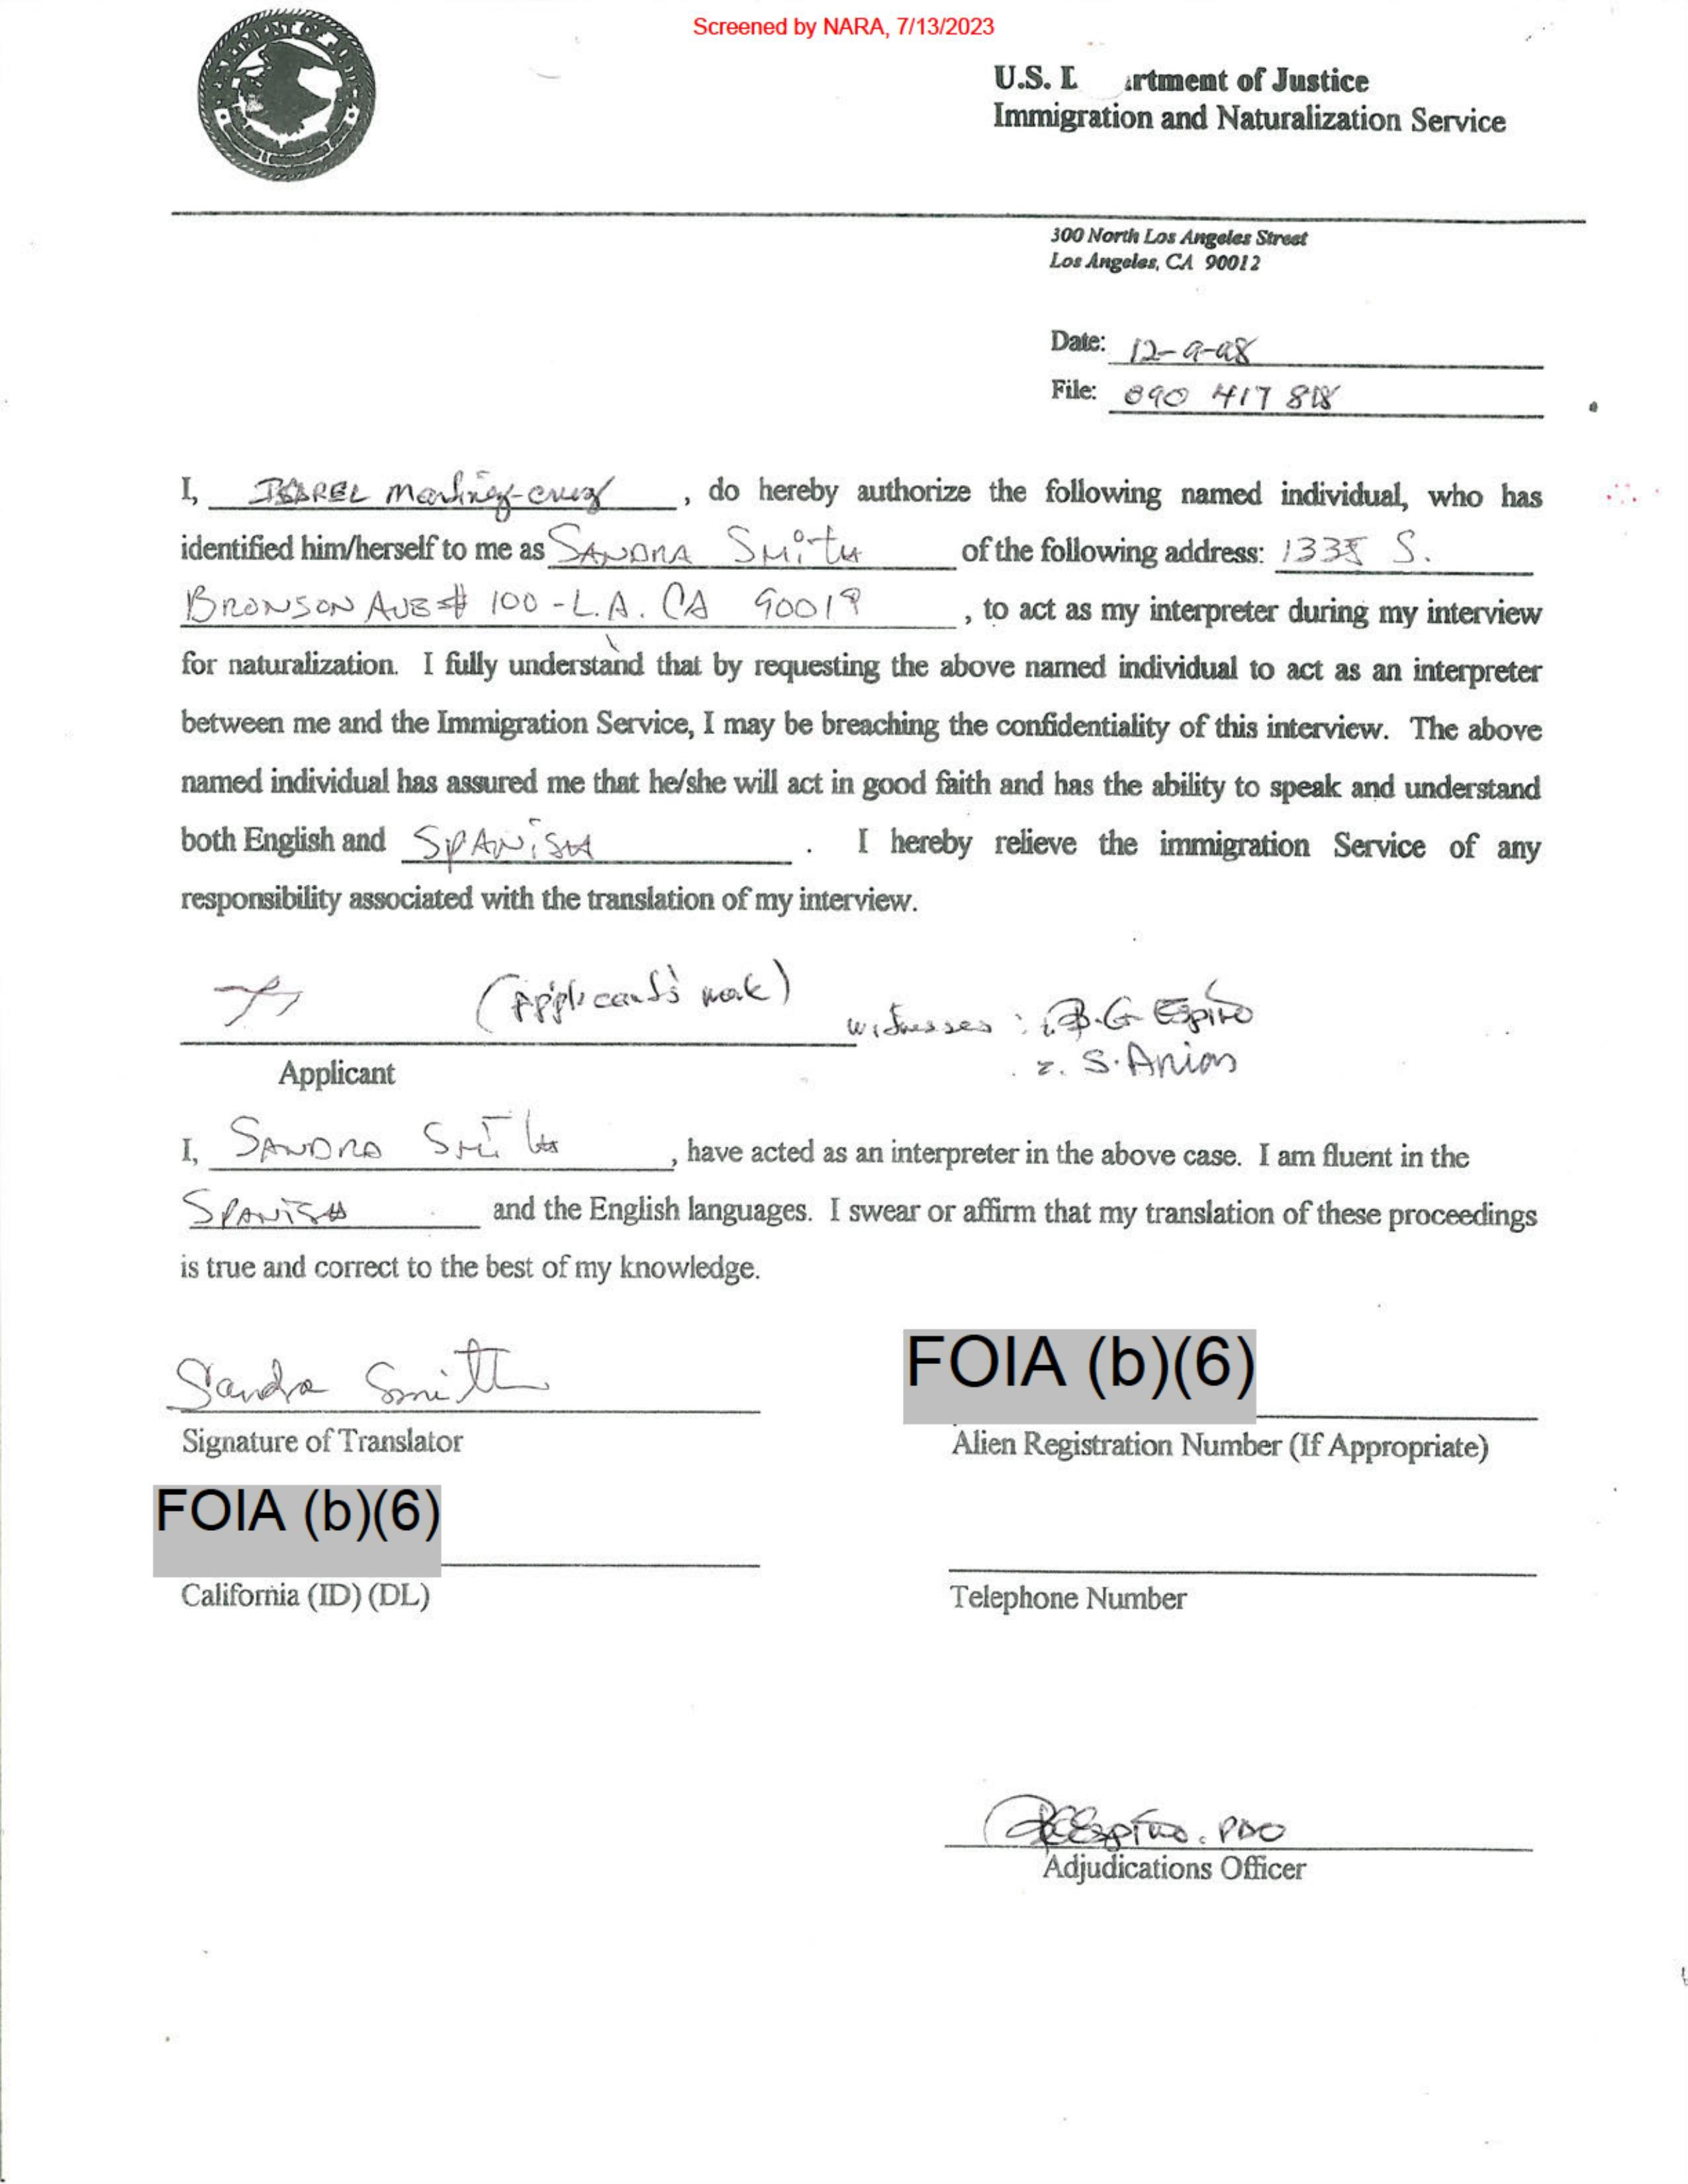 Screened by NARA, 7/13/2023
U.S. D artment of Justice
Immigration and Naturalization Service
300 North Los Angeles Street
Los Angeles, CA 90012
Date: 12-9-98
File: 090 417 818
I, Martinez-cruz, do hereby authorize the following named individual, who has
identified him/herself to me as SANDRA SMith of the following address: 1335 S.
BRONSON AVE # 100 - L.A. CA 90019, to act as my interpreter during my interview
for naturalization. I fully understand that by requesting the above named individual to act as an interpreter
between me and the Immigration Service, I may be breaching the confidentiality of this interview. The above
named individual has assured me that he/she will act in good faith and has the ability to speak and understand
both English and SPANiSH. I hereby relieve the immigration Service of any
responsibility associated with the translation of my interview.
(Applicant's mark)
witnesses: 1. B.G Espino
2. S. Arias
Applicant
I, SANDRA SMith, have acted as an interpreter in the above case. I am fluent in the
SPANiSH and the English languages. I swear or affirm that my translation of these proceedings
is true and correct to the best of my knowledge.
Sandra Smith
FOIA (b)(6)
Signature of Translator
Alien Registration Number (If Appropriate)
FOIA (b)(6)
California (ID) (DL)
Telephone Number
Espino. 
Adjudications Officer